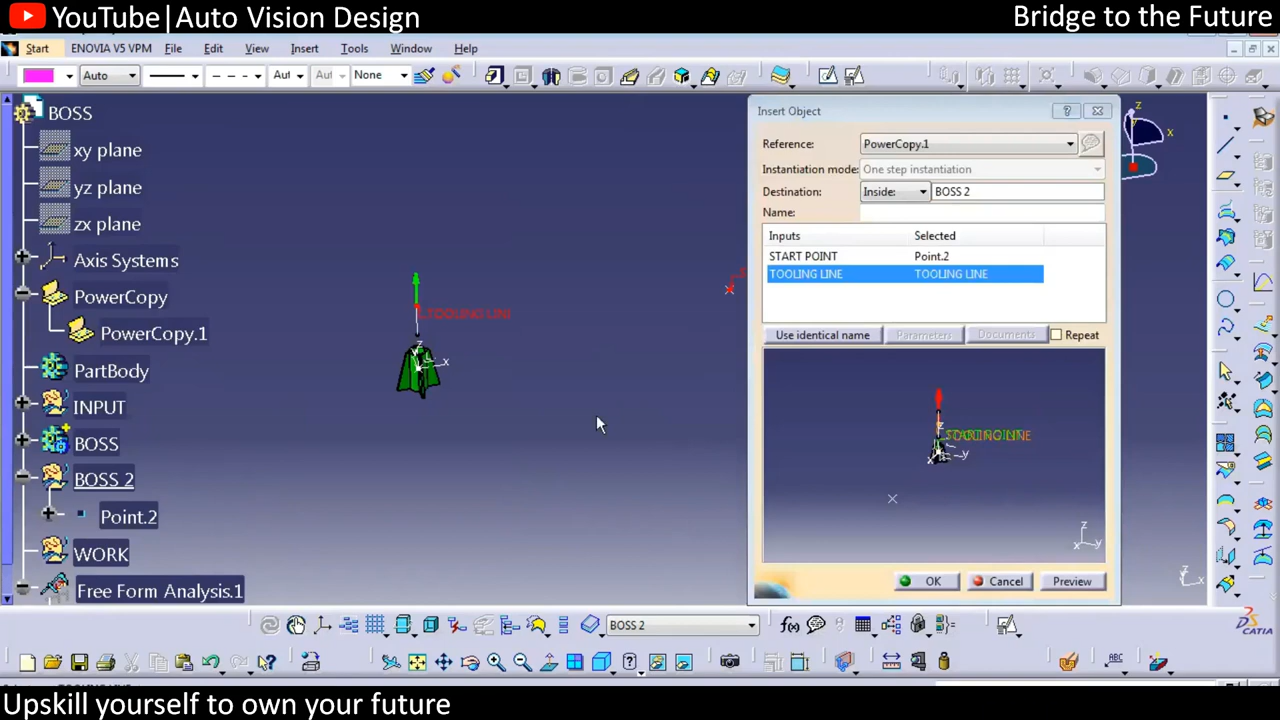 YouTube|Auto Vision Design
Bridge to the Future
Start ENOVIA V5 VPM File Edit View Insert Tools Window Help
Auto Aut Aut None
BOSS
xy plane
yz plane
zx plane
Axis Systems
PowerCopy
PowerCopy.1
PartBody
INPUT
BOSS
BOSS 2
Point.2
WORK
Free Form Analysis.1
TOOLING LINE
z
x
Insert Object
Reference: PowerCopy.1
Instantiation mode: One step instantiation
Destination: Inside: BOSS 2
Name:
Inputs Selected
START POINT Point.2
TOOLING LINE TOOLING LINE
Use identical name Parameters Documents Repeat
z
y
x
z
x y
OK Cancel Preview
z
x
BOSS 2
f(x)
ABC
CATIA
Upskill yourself to own your future